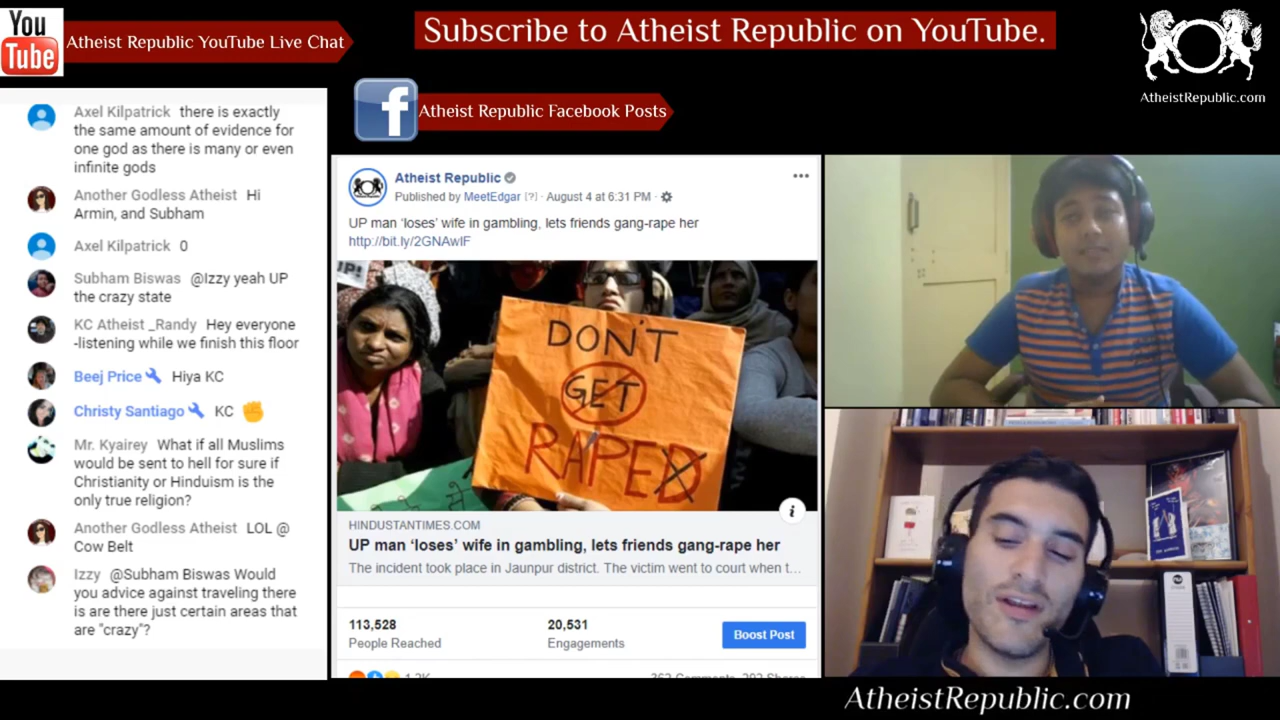 You
Tube
Atheist Republic YouTube Live Chat
Subscribe to Atheist Republic on YouTube.
AtheistRepublic.com
f
Atheist Republic Facebook Posts
Axel Kilpatrick there is exactly
the same amount of evidence for
one god as there is many or even
infinite gods
Another Godless Atheist Hi
Armin, and Subham
Axel Kilpatrick 0
Subham Biswas @Izzy yeah UP
the crazy state
KC Atheist _Randy Hey everyone
-listening while we finish this floor
Beej Price Hiya KC
Christy Santiago KC
Mr. Kyairey What if all Muslims
would be sent to hell for sure if
Christianity or Hinduism is the
only true religion?
Another Godless Atheist LOL @
Cow Belt
Izzy @Subham Biswas Would
you advice against traveling there
is are there just certain areas that
are "crazy"?
Atheist Republic
Published by MeetEdgar [?] · August 4 at 6:31 PM ·
UP man ‘loses’ wife in gambling, lets friends gang-rape her
http://bit.ly/2GNAwIF
DON'T
GET
RAPED
HINDUSTANTIMES.COM
UP man ‘loses’ wife in gambling, lets friends gang-rape her
The incident took place in Jaunpur district. The victim went to court when t...
113,528
People Reached
20,531
Engagements
Boost Post
AtheistRepublic.com